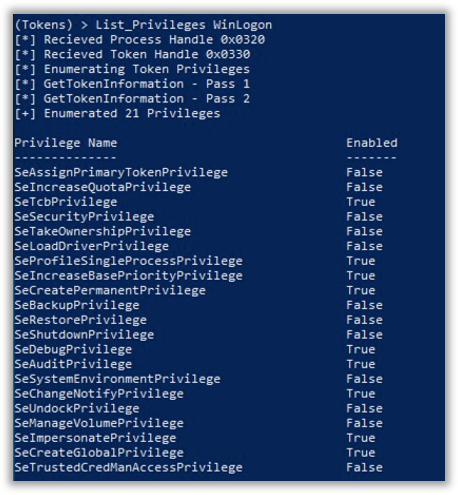 (Tokens) > List_Privileges WinLogon
[*] Recieved Process Handle 0x0320
[*] Recieved Token Handle 0x0330
[*] Enumerating Token Privileges
[*] GetTokenInformation - Pass 1
[*] GetTokenInformation - Pass 2
[+] Enumerated 21 Privileges
Privilege Name Enabled
-------------- -------
SeAssignPrimaryTokenPrivilege False
SeIncreaseQuotaPrivilege False
SeTcbPrivilege True
SeSecurityPrivilege False
SeTakeOwnershipPrivilege False
SeLoadDriverPrivilege False
SeProfileSingleProcessPrivilege True
SeIncreaseBasePriorityPrivilege True
SeCreatePermanentPrivilege True
SeBackupPrivilege False
SeRestorePrivilege False
SeShutdownPrivilege False
SeDebugPrivilege True
SeAuditPrivilege True
SeSystemEnvironmentPrivilege False
SeChangeNotifyPrivilege True
SeUndockPrivilege False
SeManageVolumePrivilege False
SeImpersonatePrivilege True
SeCreateGlobalPrivilege True
SeTrustedCredManAccessPrivilege False